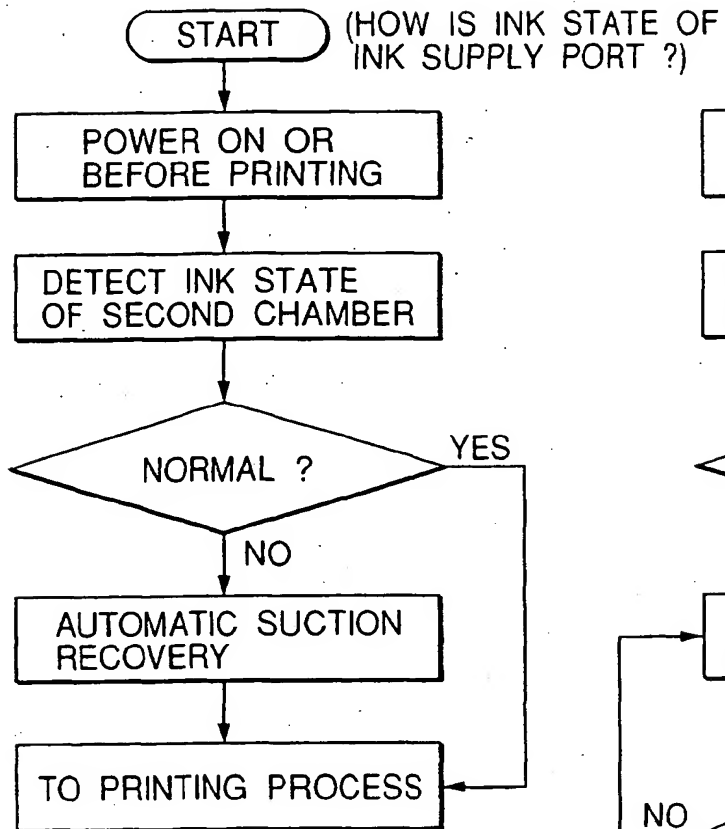 START
(HOW IS INK STATE OF
INK SUPPLY PORT ?)
POWER ON OR
BEFORE PRINTING
DETECT INK STATE
OF SECOND CHAMBER
NORMAL ?
YES
NO
AUTOMATIC SUCTION
RECOVERY
TO PRINTING PROCESS
NO